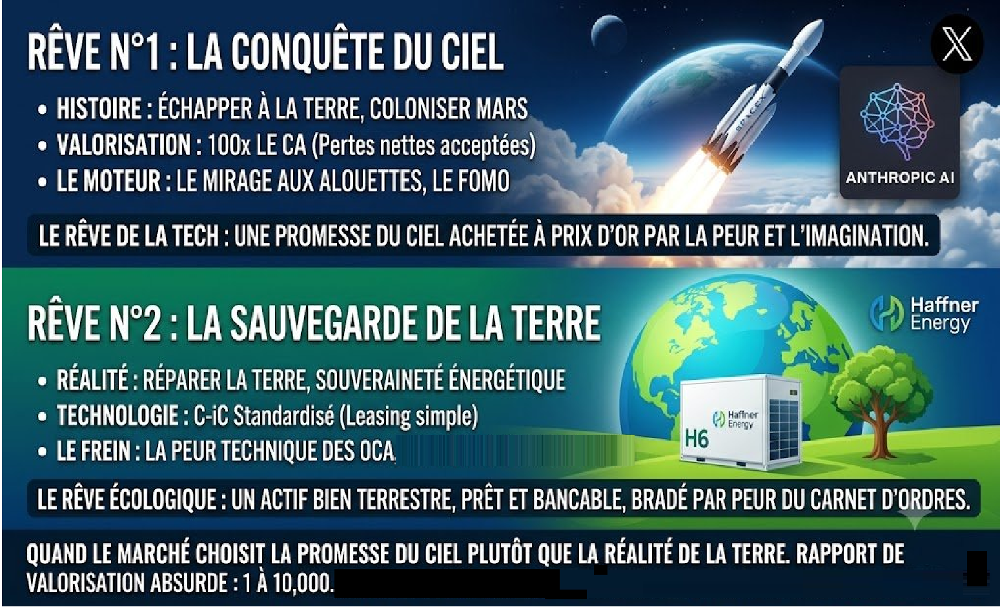 RÊVE N°1 : LA CONQUÊTE DU CIEL
• HISTOIRE : ÉCHAPPER À LA TERRE, COLONISER MARS
• VALORISATION : 100x LE CA (Pertes nettes acceptées)
• LE MOTEUR : LE MIRAGE AUX ALOUETTES, LE FOMO
SPACEX
X
ANTHROPIC AI
LE RÊVE DE LA TECH : UNE PROMESSE DU CIEL ACHETÉE À PRIX D'OR PAR LA PEUR ET L'IMAGINATION.
RÊVE N°2 : LA SAUVEGARDE DE LA TERRE
Haffner
Energy
• RÉALITÉ : RÉPARER LA TERRE, SOUVERAINETÉ ÉNERGÉTIQUE
• TECHNOLOGIE : C-iC Standardisé (Leasing simple)
• LE FREIN : LA PEUR TECHNIQUE DES OCA
Haffner
Energy
H6
LE RÊVE ÉCOLOGIQUE : UN ACTIF BIEN TERRESTRE, PRÊT ET BANCABLE, BRADÉ PAR PEUR DU CARNET D'ORDRES.
QUAND LE MARCHÉ CHOISIT LA PROMESSE DU CIEL PLUTÔT QUE LA RÉALITÉ DE LA TERRE. RAPPORT DE
VALORISATION ABSURDE : 1 À 10,000.